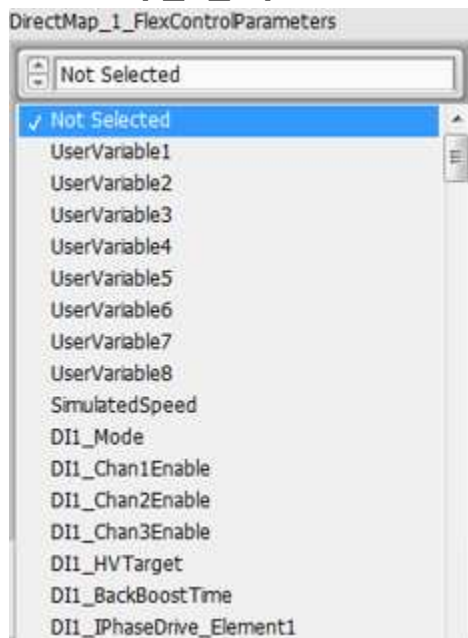 DirectMap_1_FlexControlParameters
Not Selected
Not Selected
UserVariable1
UserVariable2
UserVariable3
UserVariable4
UserVariable5
UserVariable6
UserVariable7
UserVariable8
SimulatedSpeed
DI1_Mode
DI1_Chan1Enable
DI1_Chan2Enable
DI1_Chan3Enable
DI1_HVTarget
DI1_BackBoostTime
DI1_IPhaseDrive_Element1